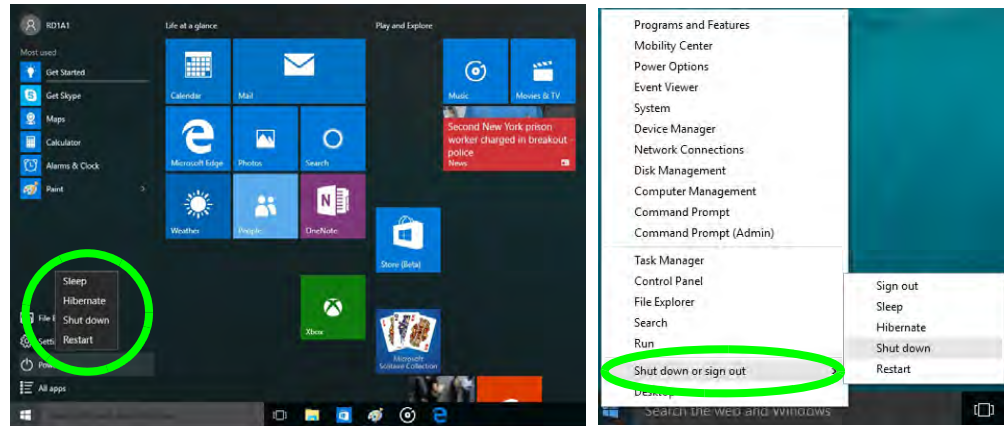 RD1A1
Most used
Get Started
Get Skype
Maps
Calculator
Alarms & Clock
Paint
Sleep
Hibernate
Shut down
Restart
File
All apps
Life at a glance
Calendar
Mail
Microsoft Edge
Photos
Search
Weather
People
OneNote
Play and Explore
Music
Movies & TV
Second New York prison
worker charged in breakout -
police
News
Store (Beta)
Xbox
Microsoft
Solitaire Collection
Programs and Features
Mobility Center
Power Options
Event Viewer
System
Device Manager
Network Connections
Disk Management
Computer Management
Command Prompt
Command Prompt (Admin)
Task Manager
Control Panel
File Explorer
Search
Run
Shut down or sign out
Desktop
Sign out
Sleep
Hibernate
Shut down
Restart
Search the web and Windows